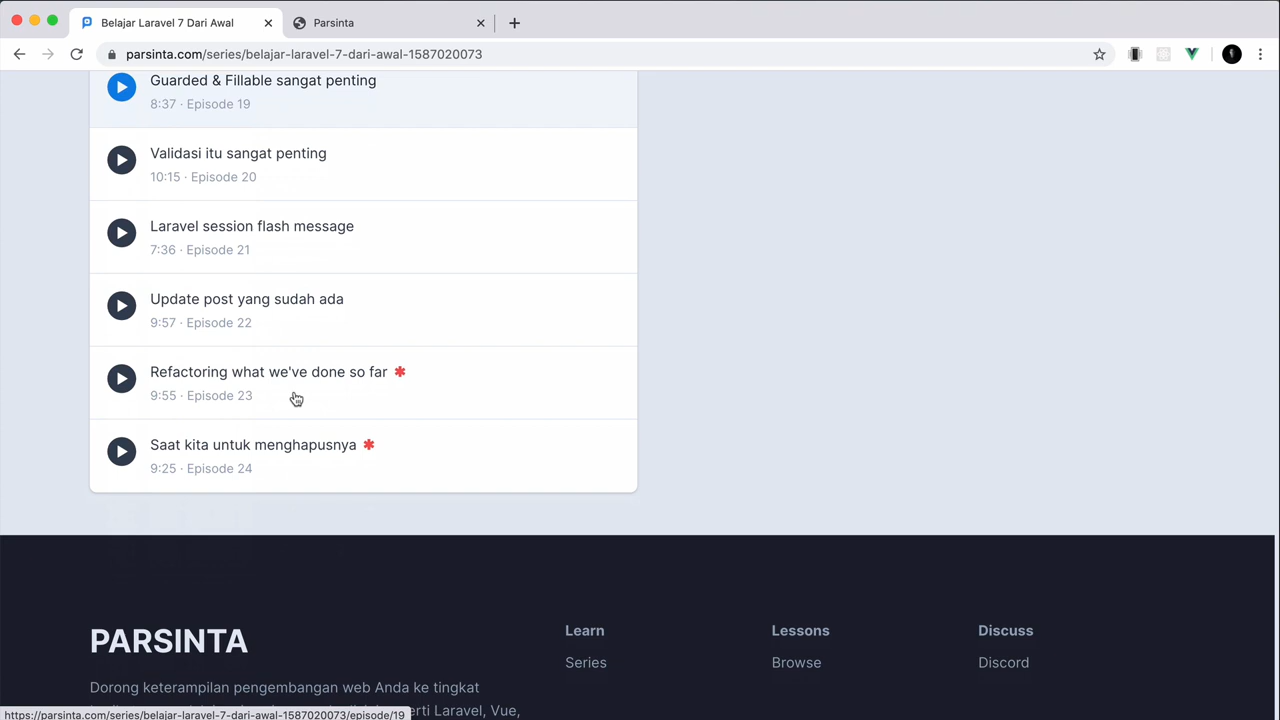 Belajar Laravel 7 Dari Awal
Parsinta
parsinta.com/series/belajar-laravel-7-dari-awal-1587020073
Guarded & Fillable sangat penting
8:37 · Episode 19
Validasi itu sangat penting
10:15 · Episode 20
Laravel session flash message
7:36 · Episode 21
Update post yang sudah ada
9:57 · Episode 22
Refactoring what we've done so far *
9:55 · Episode 23
Saat kita untuk menghapusnya *
9:25 · Episode 24
PARSINTA
Learn
Lessons
Discuss
Series
Browse
Discord
Dorong keterampilan pengembangan web Anda ke tingkat
erti Laravel, Vue,
https://parsinta.com/series/belajar-laravel-7-dari-awal-1587020073/episode/19